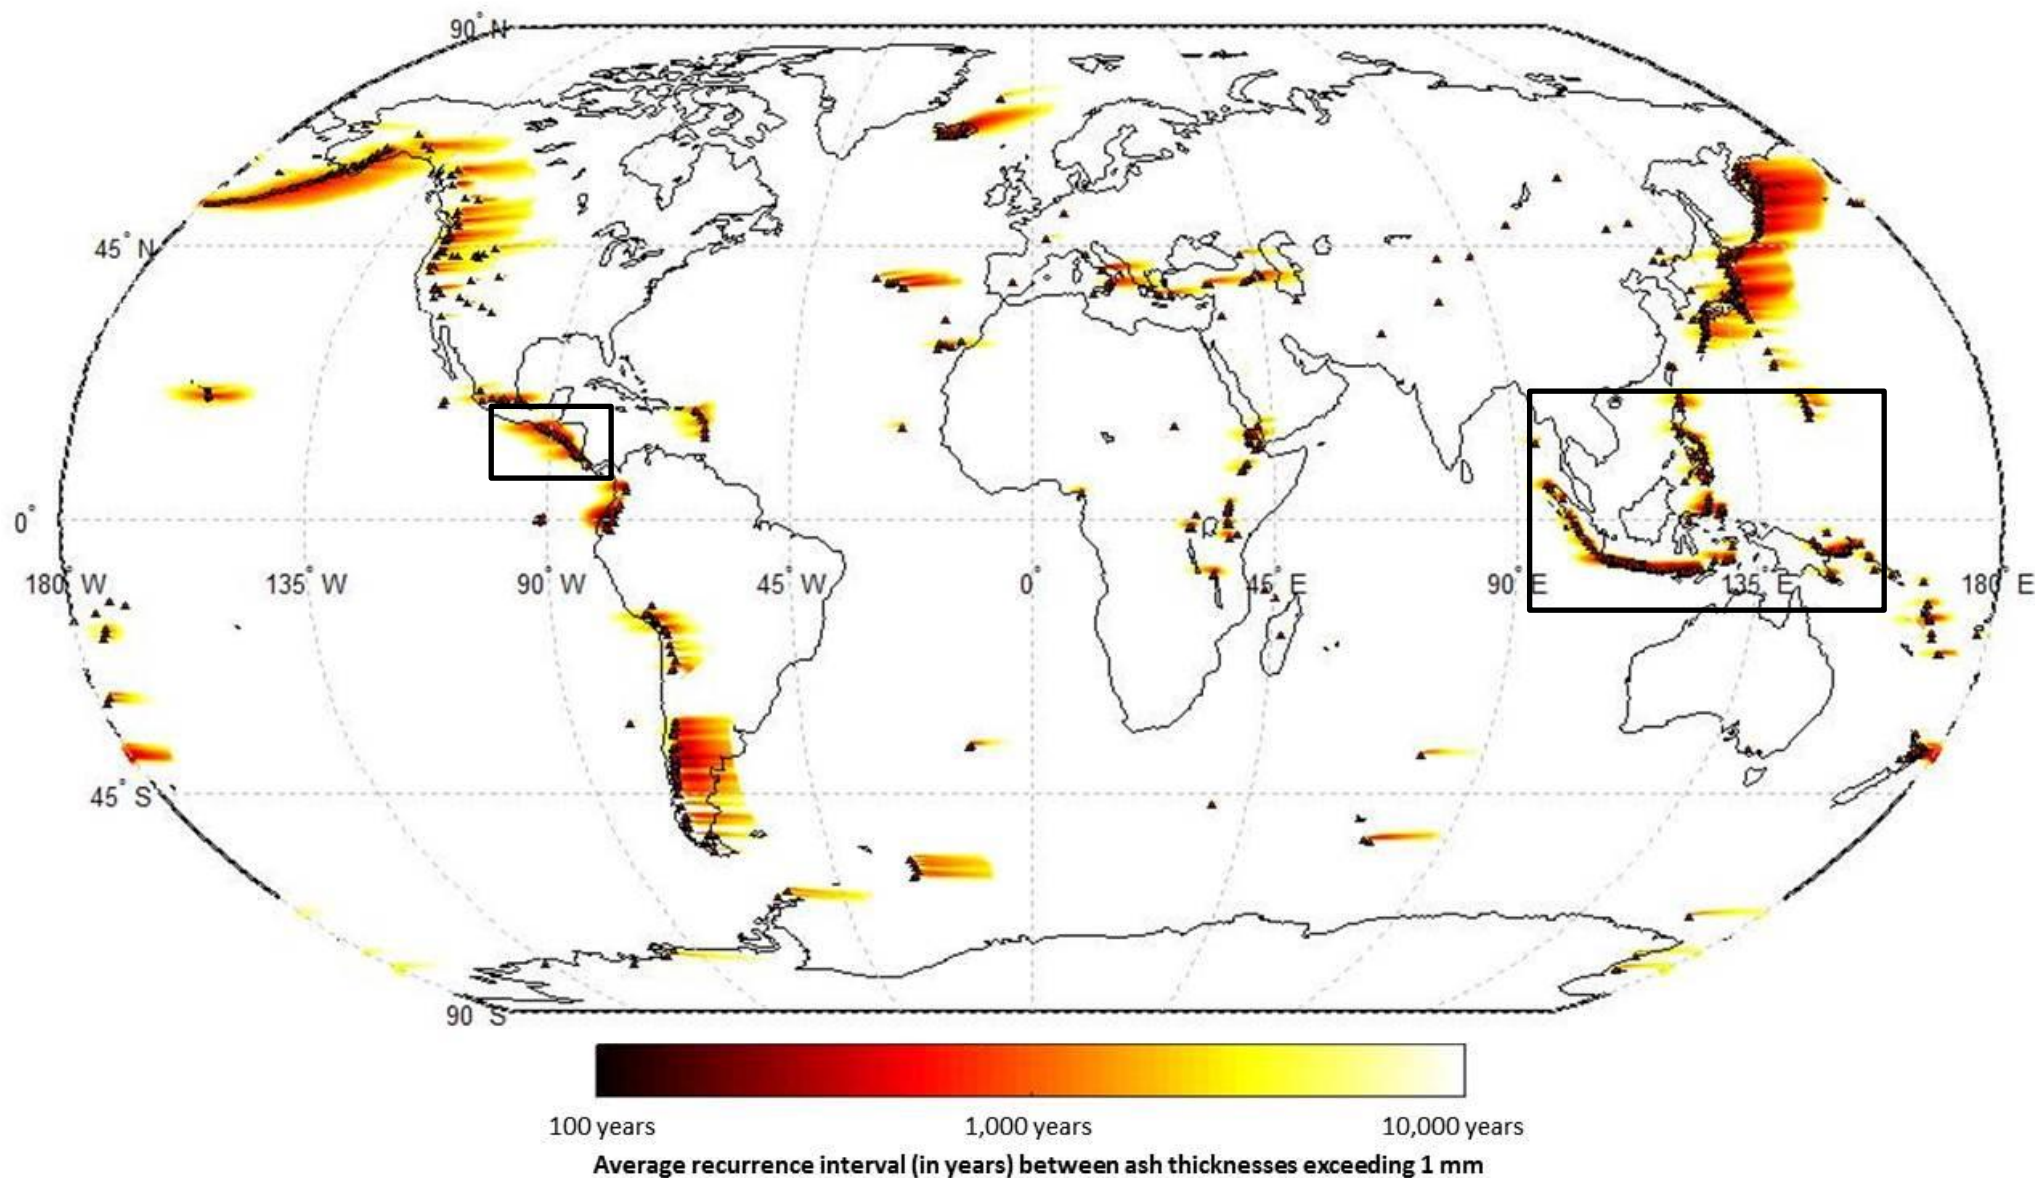 90° N
45° N
0°
180° W 135° W 90° W 45° W 0° 45° E 90° E 135° E 180° E
45° S
90 S
100 years 1,000 years 10,000 years
Average recurrence interval (in years) between ash thicknesses exceeding 1 mm